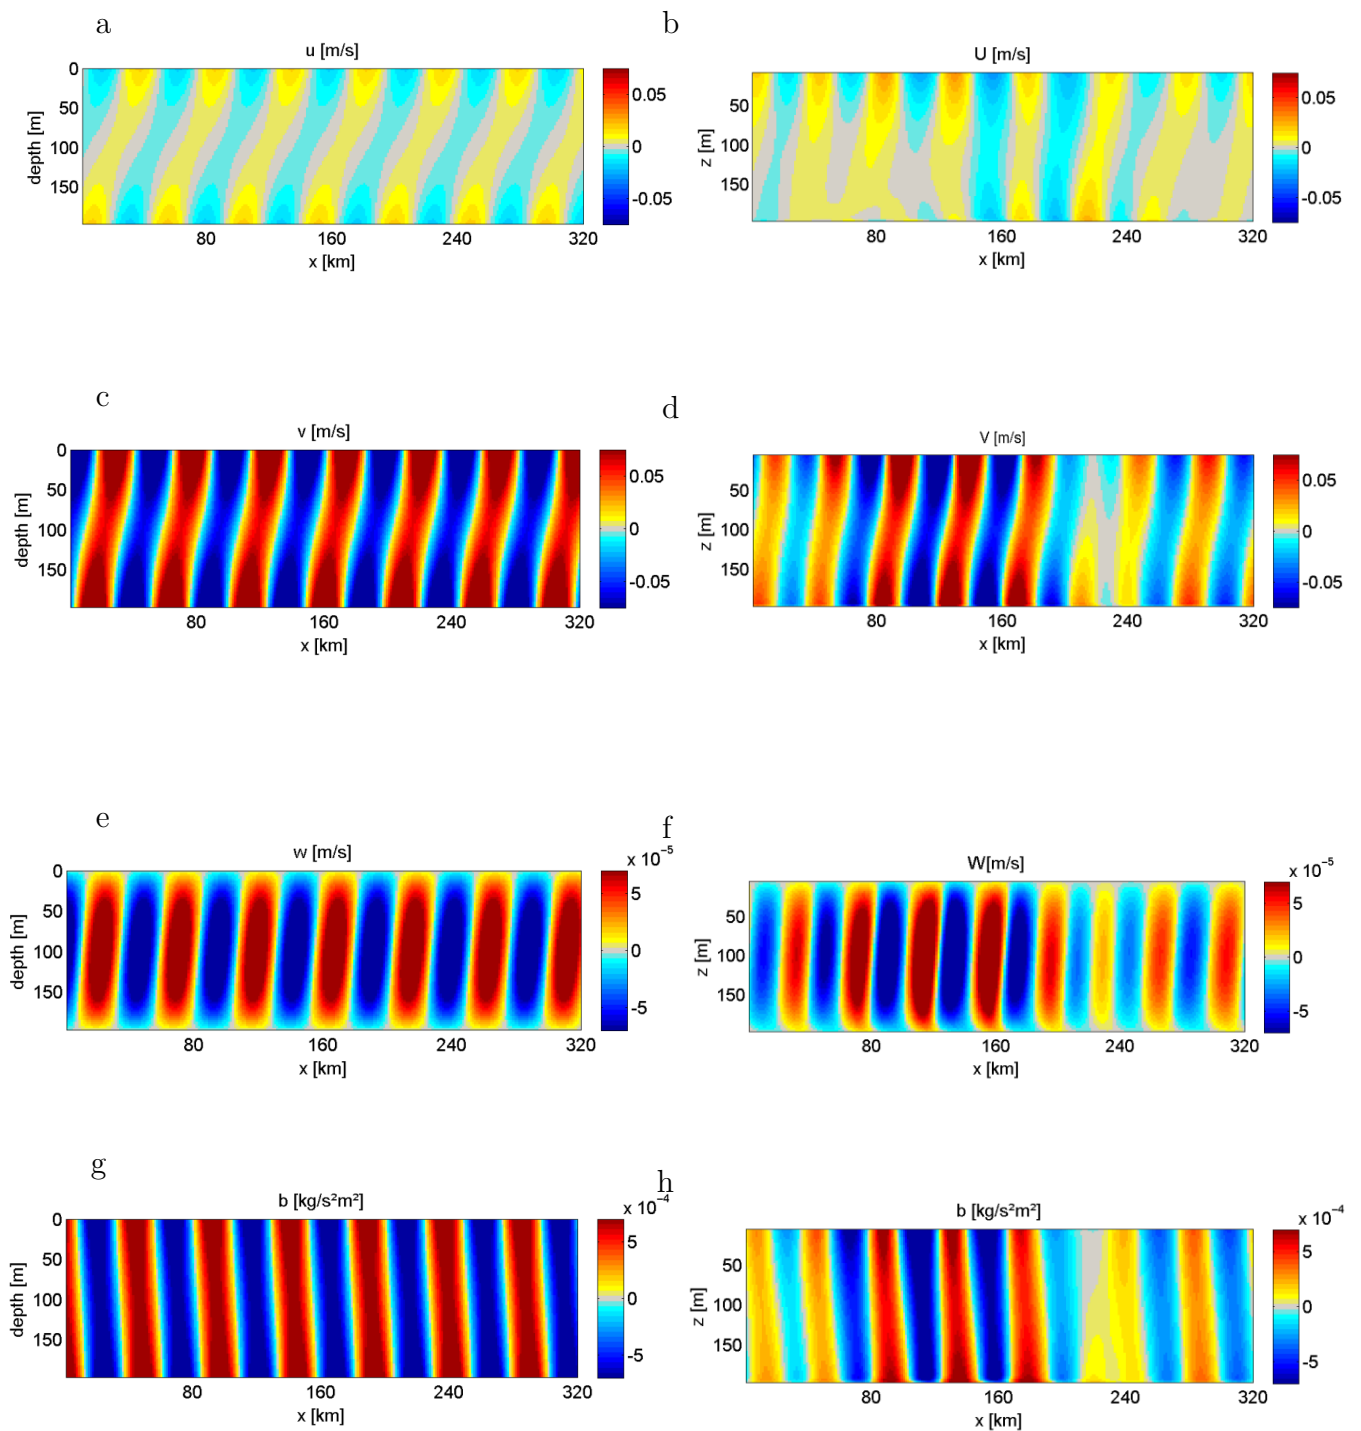 a
u [m/s]
0
50
100
150
depth [m]
80
160
240
320
x [km]
0.05
0
-0.05
b
U [m/s]
50
100
150
z [m]
80
160
240
320
x [km]
0.05
0
-0.05
c
v [m/s]
0
50
100
150
depth [m]
80
160
240
320
x [km]
0.05
0
-0.05
d
V [m/s]
50
100
150
z [m]
80
160
240
320
x [km]
0.05
0
-0.05
e
w [m/s]
0
50
100
150
depth [m]
80
160
240
320
x [km]
x 10⁻⁵
5
0
-5
f
W[m/s]
50
100
150
z [m]
80
160
240
320
x [km]
x 10⁻⁵
5
0
-5
g
b [kg/s²m²]
0
50
100
150
depth [m]
80
160
240
320
x [km]
x 10⁻⁴
5
0
-5
h
b [kg/s²m²]
50
100
150
z [m]
80
160
240
320
x [km]
x 10⁻⁴
5
0
-5